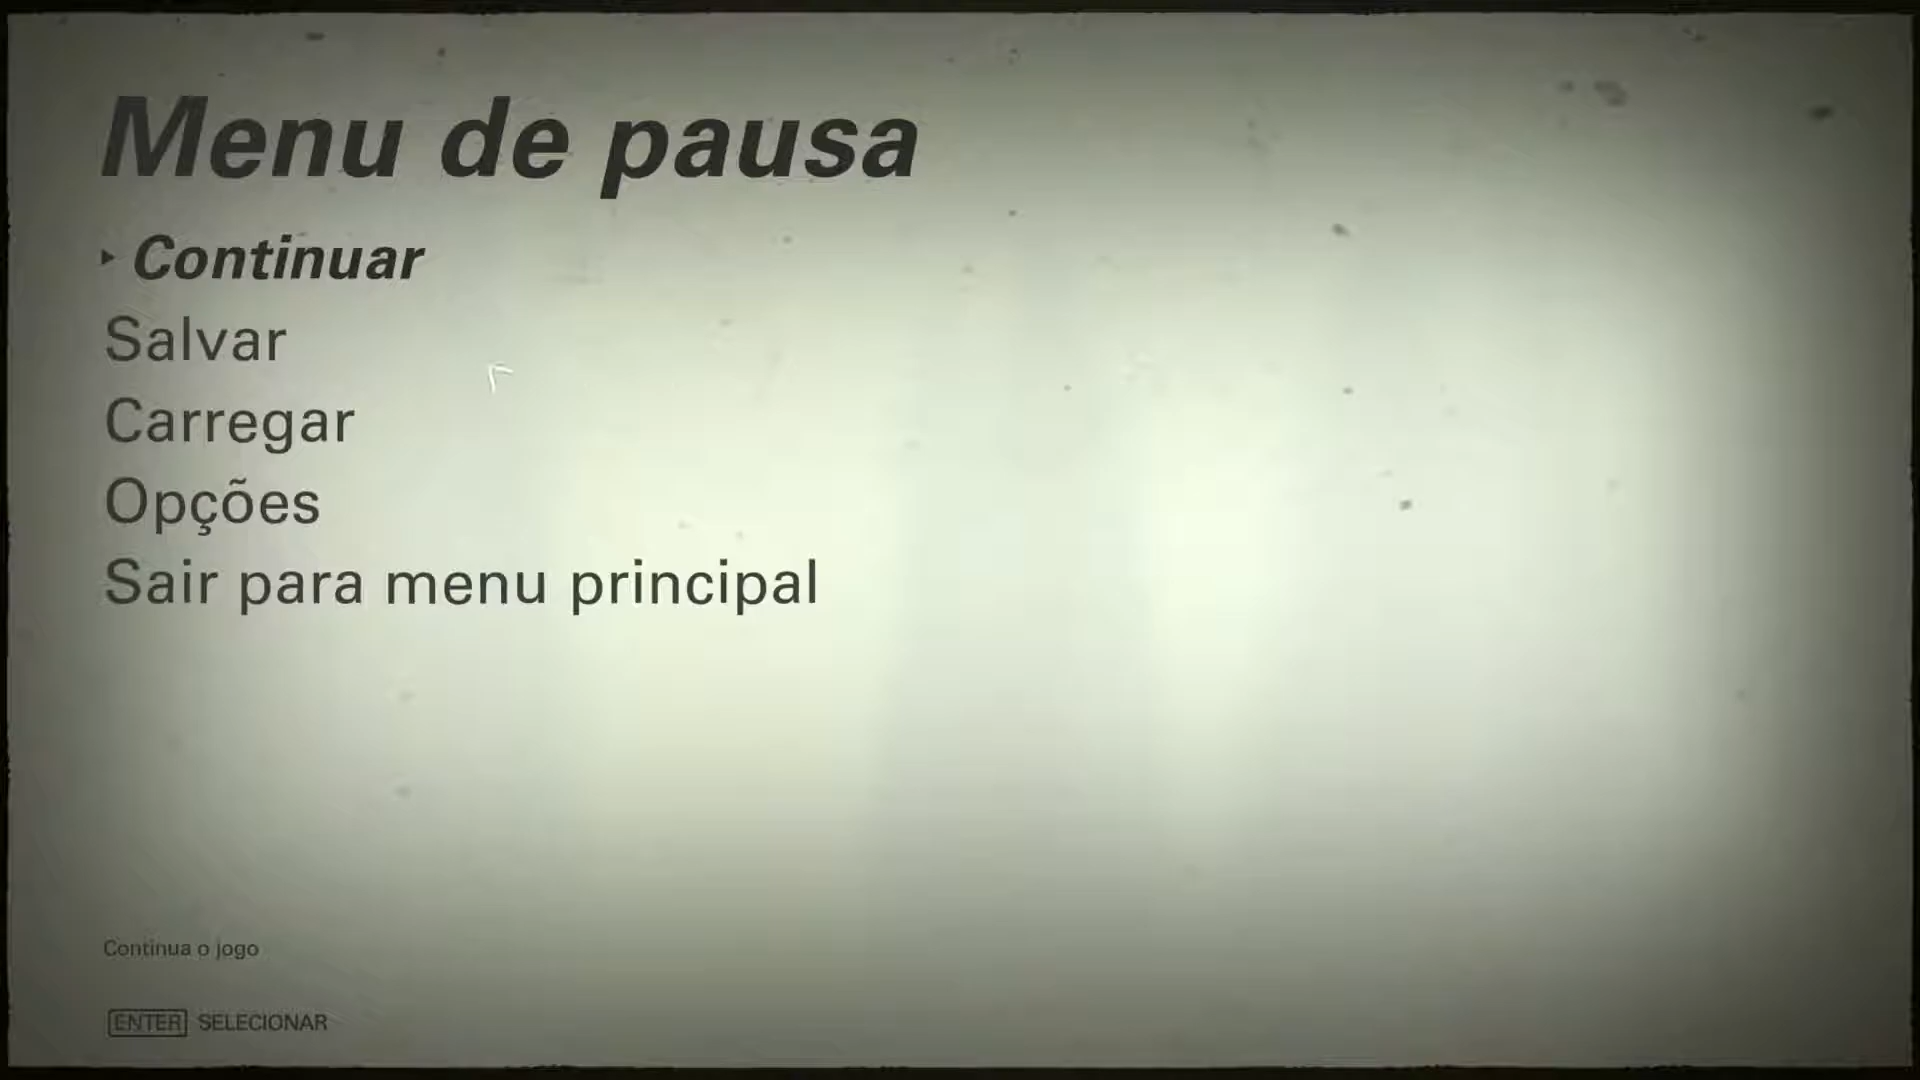 Menu de pausa
Continuar
Salvar
Carregar
Opções
Sair para menu principal
Continua o jogo
ENTER SELECIONAR